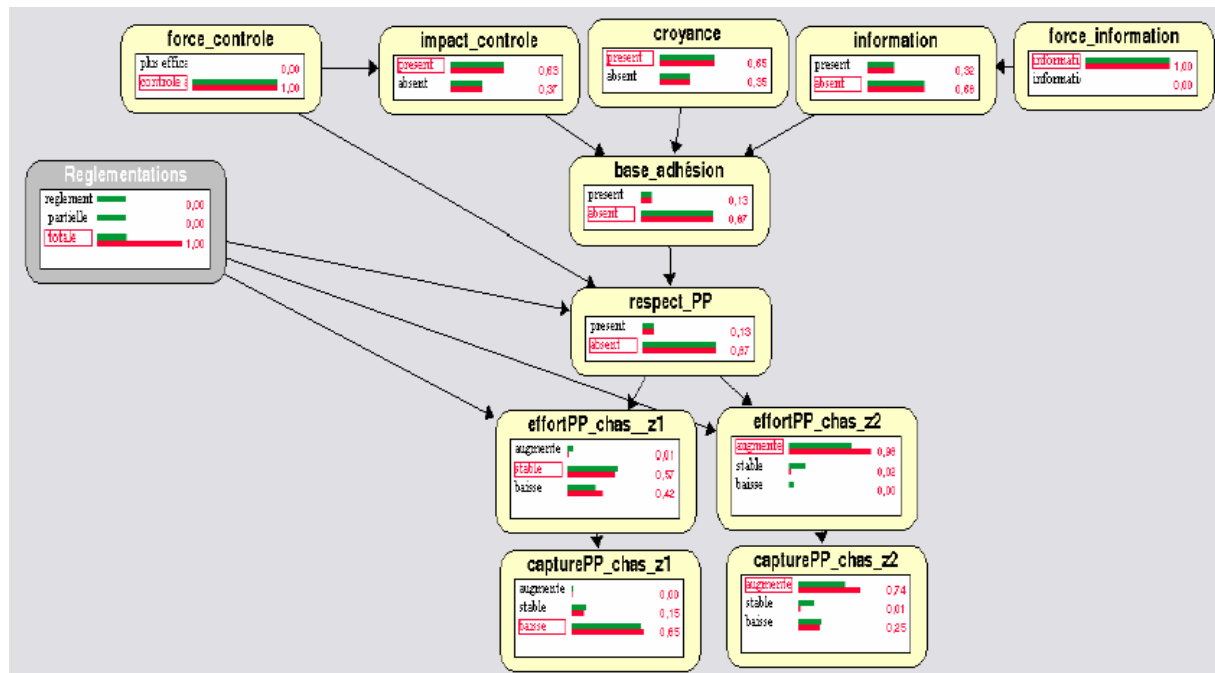 force_controle
plus effica
0,00
controle a
1,00
impact_controle
present
0,63
absent
0,37
croyance
present
0,65
absent
0,35
information
present
0,32
absent
0,68
force_information
informati
1,00
informati
0,00
Reglementations
reglement
0,00
partielle
0,00
totale
1,00
base_adhésion
present
0,13
absent
0,87
respect_PP
present
0,13
absent
0,87
effortPP_chas__z1
augmente
0,01
stable
0,57
baisse
0,42
effortPP_chas_z2
augmente
0,98
stable
0,02
baisse
0,00
capturePP_chas_z1
augmente
0,00
stable
0,15
baisse
0,85
capturePP_chas_z2
augmente
0,74
stable
0,01
baisse
0,25